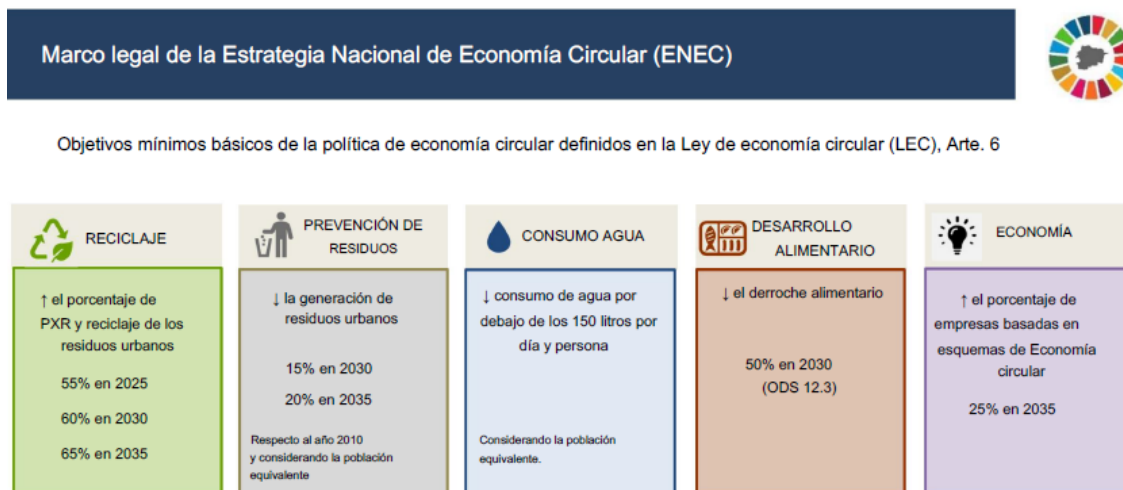 Marco legal de la Estrategia Nacional de Economía Circular (ENEC)
Objetivos mínimos básicos de la política de economía circular definidos en la Ley de economía circular (LEC), Arte. 6
RECICLAJE
↑ el porcentaje de
PXR y reciclaje de los
residuos urbanos
55% en 2025
60% en 2030
65% en 2035
PREVENCIÓN DE
RESIDUOS
↓ la generación de
residuos urbanos
15% en 2030
20% en 2035
Respecto al año 2010
y considerando la población
equivalente
CONSUMO AGUA
↓ consumo de agua por
debajo de los 150 litros por
día y persona
Considerando la población
equivalente.
DESARROLLO
ALIMENTARIO
↓ el derroche alimentario
50% en 2030
(ODS 12.3)
ECONOMÍA
↑ el porcentaje de
empresas basadas en
esquemas de Economía
circular
25% en 2035